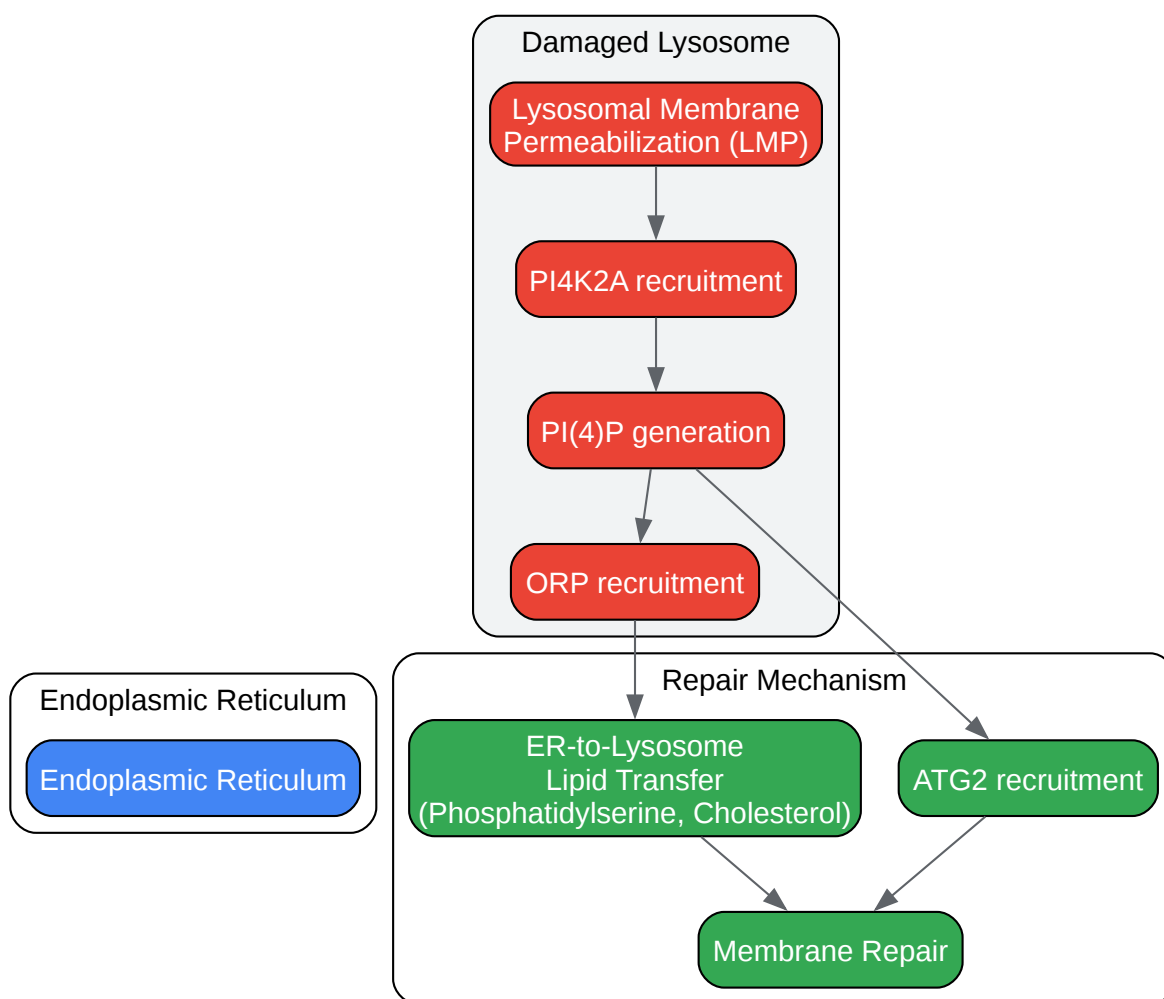 Damaged Lysosome
Lysosomal Membrane
Permeabilization (LMP)
PI4K2A recruitment
PI(4)P generation
ORP recruitment
Endoplasmic Reticulum
Endoplasmic Reticulum
Repair Mechanism
ER-to-Lysosome
Lipid Transfer
(Phosphatidylserine, Cholesterol)
ATG2 recruitment
Membrane Repair